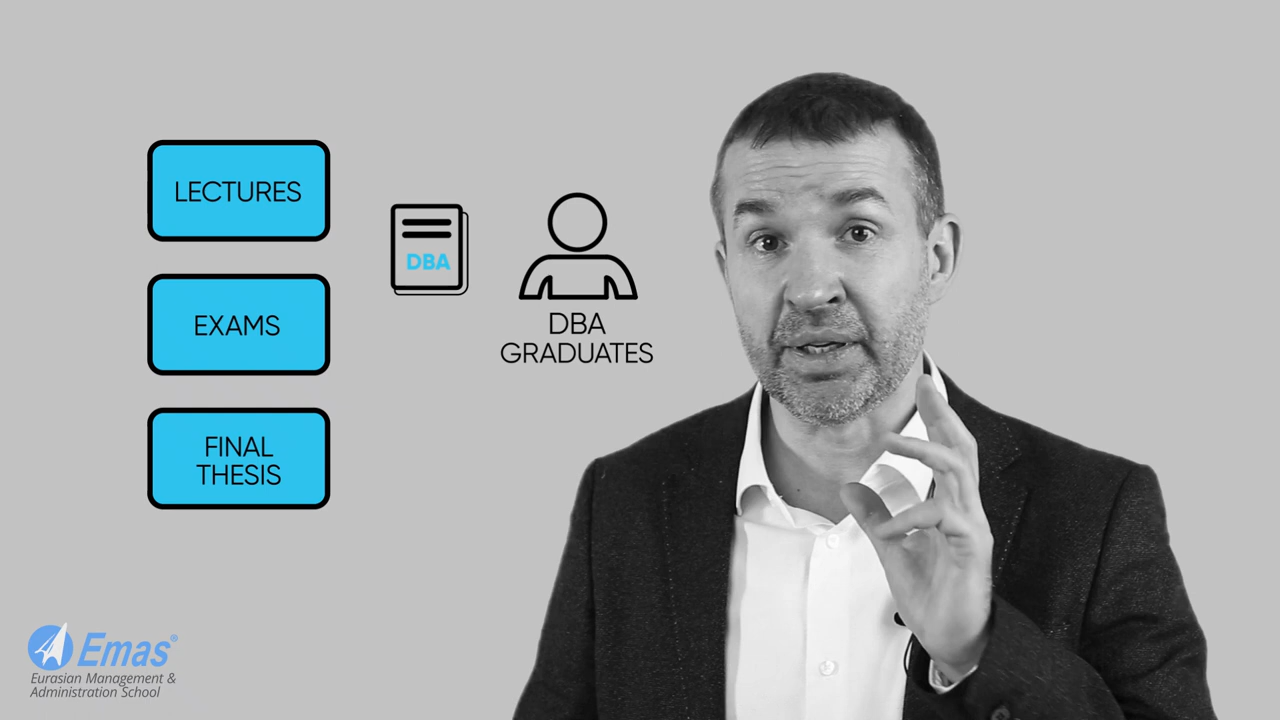 LECTURES
EXAMS
FINAL
THESIS
DBA
DBA
GRADUATES
Emas®
Eurasian Management &
Administration School